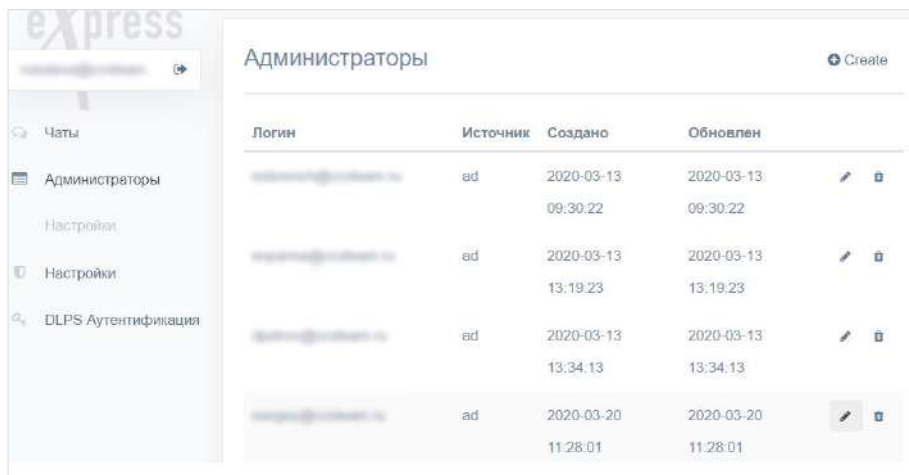 eXpress
Администраторы
Create
Чаты
Администраторы
Настройки
Настройки
DLPS Аутентификация
Логин Источник Создано Обновлен
ad 2020-03-13 2020-03-13
09:30:22 09:30:22
ad 2020-03-13 2020-03-13
13:19:23 13:19:23
ad 2020-03-13 2020-03-13
13:34:13 13:34:13
ad 2020-03-20 2020-03-20
11:28:01 11:28:01